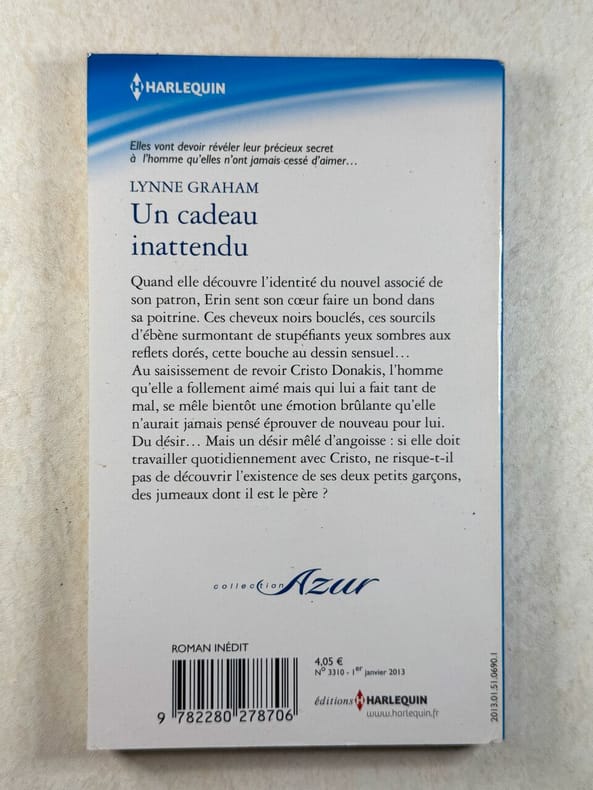 HARLEQUIN
Elles vont devoir révéler leur précieux secret
à l'homme qu'elles n'ont jamais cessé d'aimer…
LYNNE GRAHAM
Un cadeau
inattendu
Quand elle découvre l'identité du nouvel associé de
son patron, Erin sent son cœur faire un bond dans
sa poitrine. Ces cheveux noirs bouclés, ces sourcils
d'ébène surmontant de stupéfiants yeux sombres aux
reflets dorés, cette bouche au dessin sensuel…
Au saisissement de revoir Cristo Donakis, l'homme
qu'elle a follement aimé mais qui lui a fait tant de
mal, se mêle bientôt une émotion brûlante qu'elle
n'aurait jamais pensé éprouver de nouveau pour lui.
Du désir… Mais un désir mêlé d'angoisse : si elle doit
travailler quotidiennement avec Cristo, ne risque-t-il
pas de découvrir l'existence de ses deux petits garçons,
des jumeaux dont il est le père ?
collection Azur
ROMAN INÉDIT
9 782280 278706
4,05 €
N° 3310 - 1er janvier 2013
éditions HARLEQUIN
www.harlequin.fr
2013.01.51.0690.1